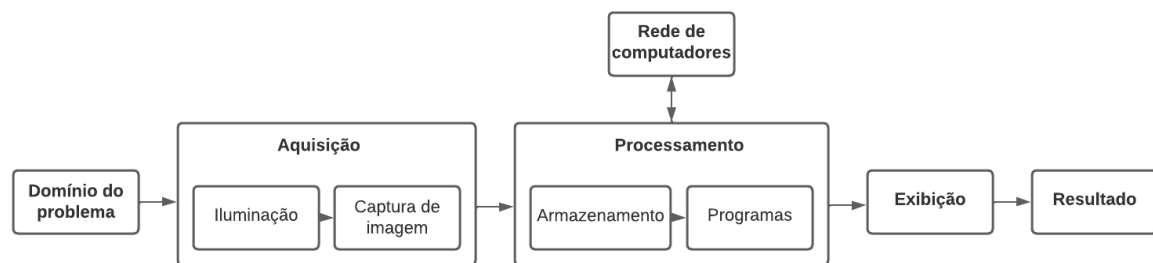 Rede de
computadores
Aquisição
Processamento
Domínio do
problema
Iluminação
Captura de
imagem
Armazenamento
Programas
Exibição
Resultado